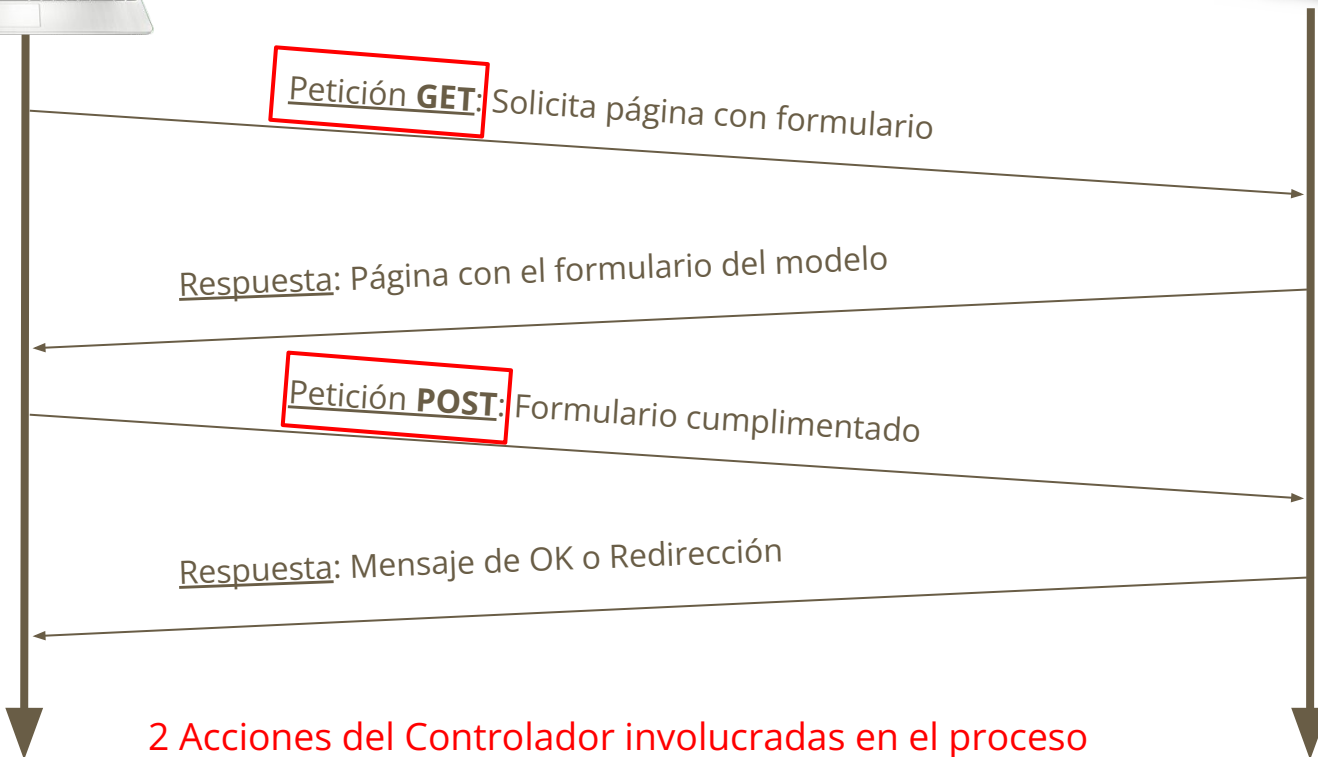 Petición GET: Solicita página con formulario
Respuesta: Página con el formulario del modelo
Petición POST: Formulario cumplimentado
Respuesta: Mensaje de OK o Redirección
2 Acciones del Controlador involucradas en el proceso